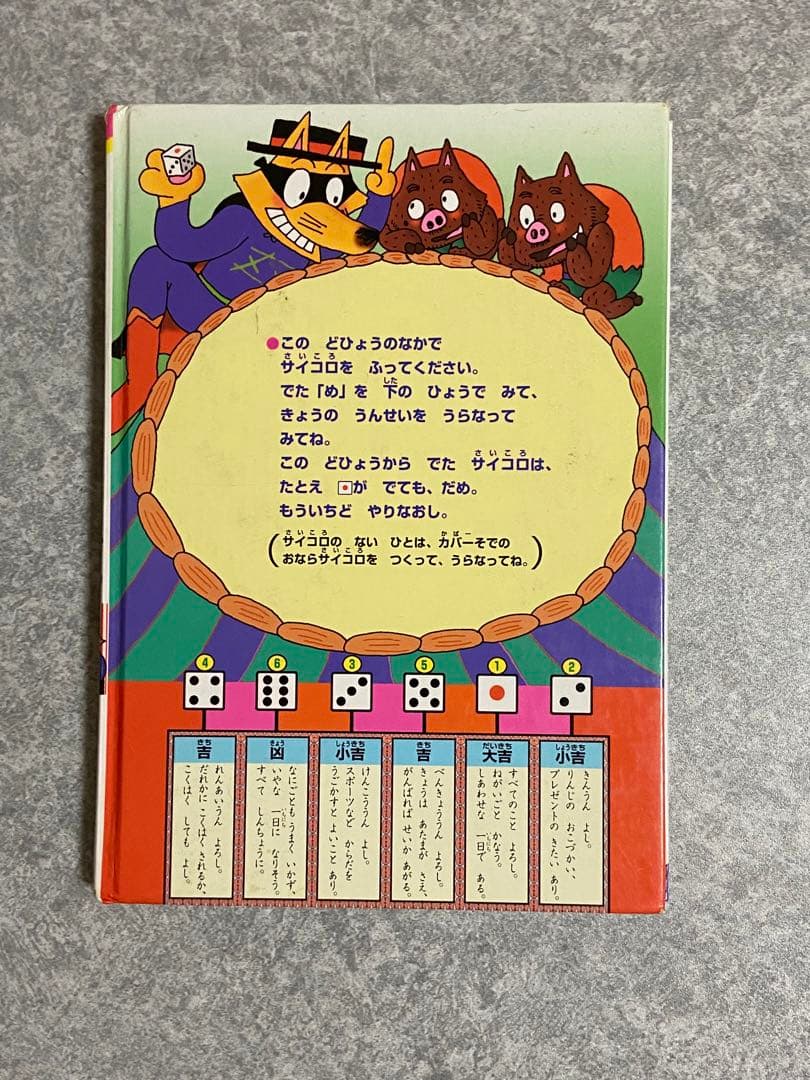 ●この どひょうのなかで
サイコロを ふってください。
でた「め」を 下の ひょうで みて、
きょうの うんせいを うらなって
みてね。
この どひょうから でた サイコロは、
たとえ が でても、だめ。
もういちど やりなおし。
(サイコロの ない ひとは、カバーそでの
おならサイコロを つくって、うらなってね。)
4 6 3 5 1 2
小吉
きんうん よし。
りんじの おこづかい、
プレゼントの きたい あり。
大吉
すべてのこと よろし。
ねがいごと かなう。
しあわせな 一日で ある。
吉
べんきょううん よろし。
きょうは あたまが さえ、
がんばれば せいか あがる。
小吉
けんこううん よし。
スポーツなど からだを
うごかすと よいこと あり。
凶
なにごとも うまく いかず、
いやな 一日に なりそう。
すべて しんちょうに。
吉
れんあいうん よろし。
だれかに こくはく されるか、
こくはく しても よし。